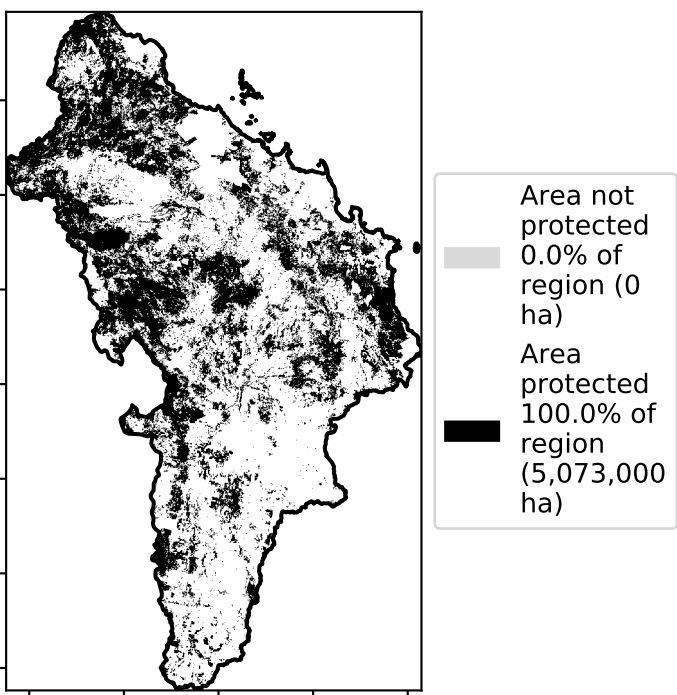 Area not
protected
0.0% of
region (0
ha)
Area
protected
100.0% of
region
(5,073,000
ha)